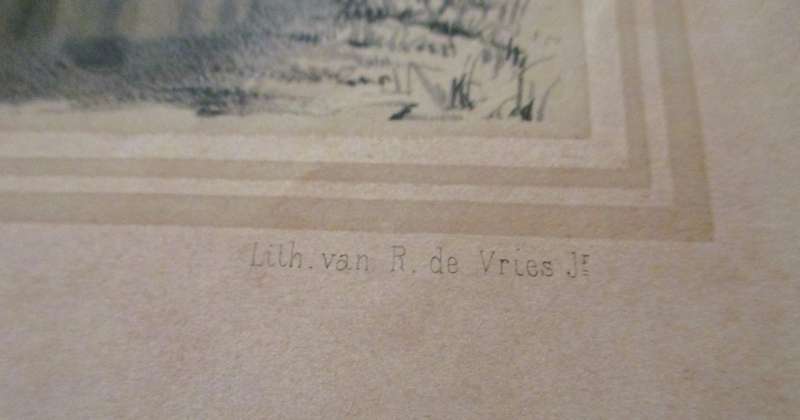 Lith. van R. de Vries Jr